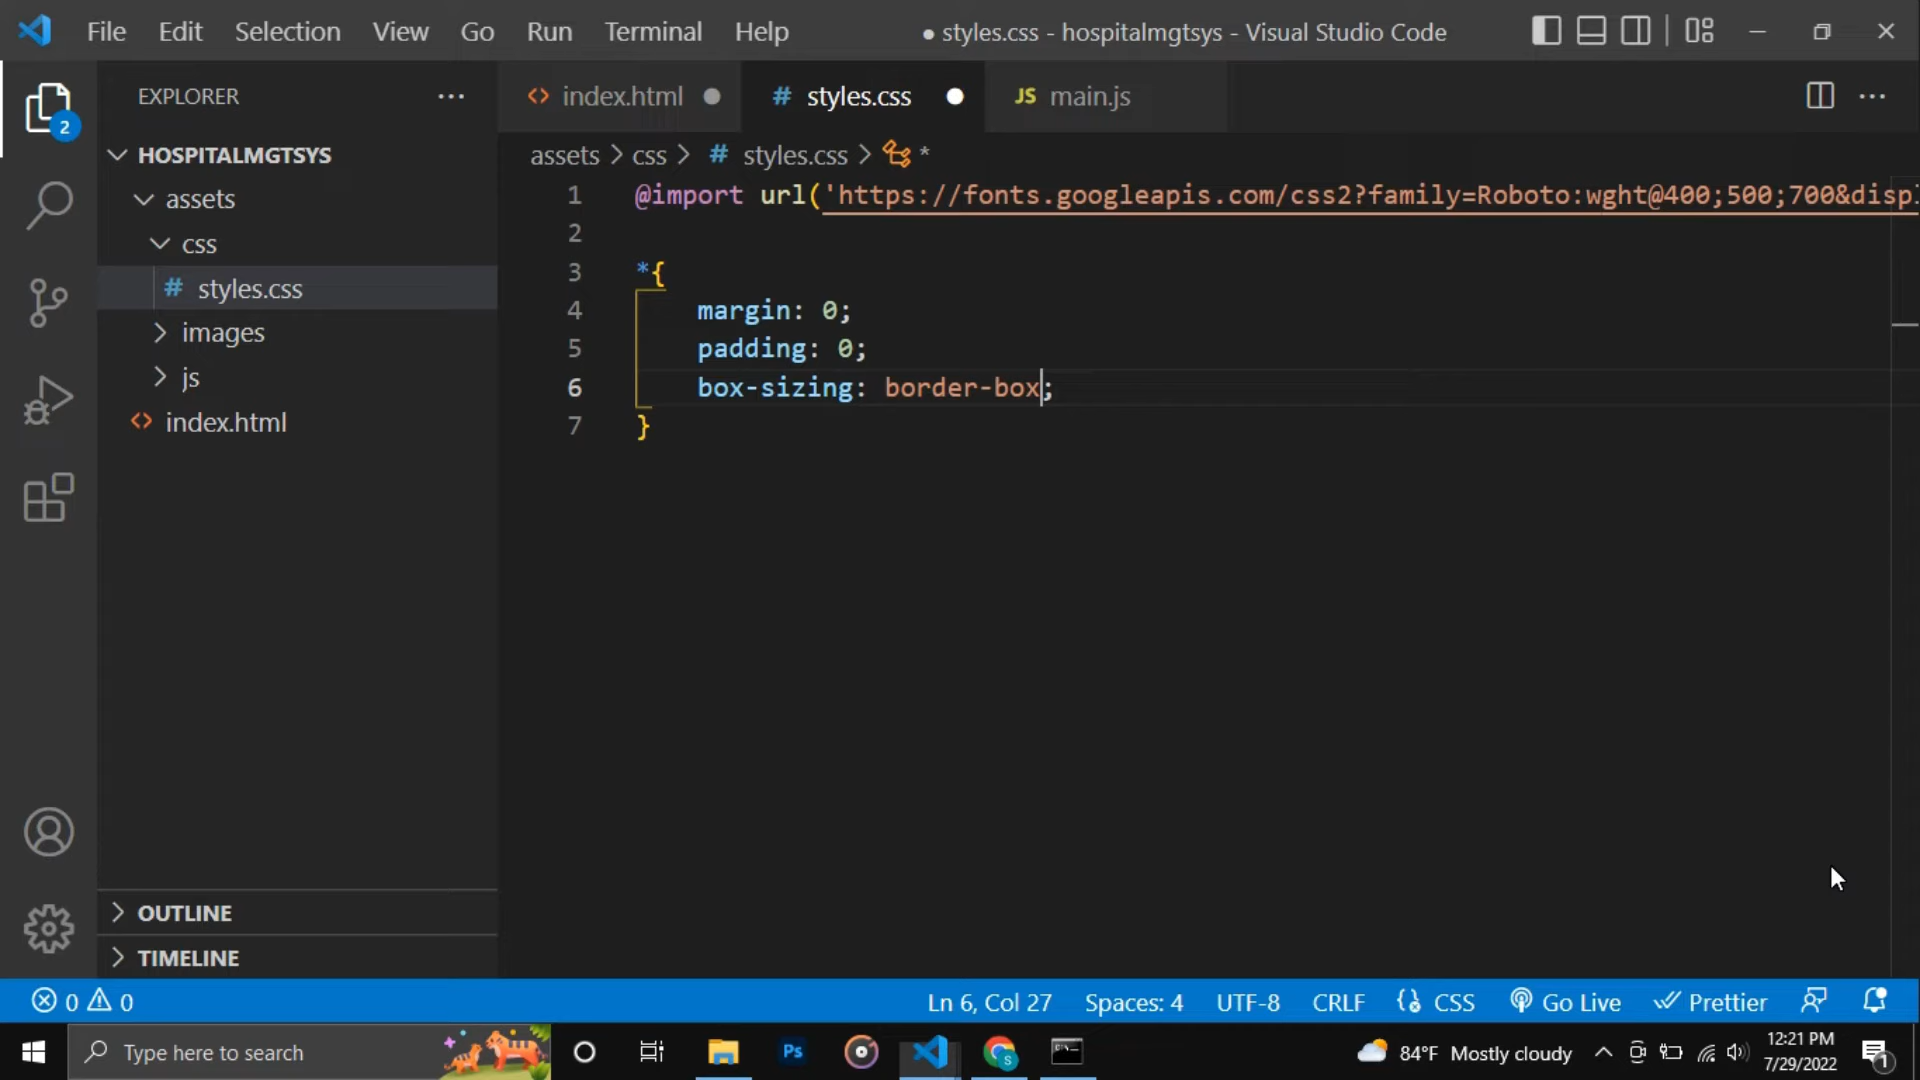 File Edit Selection View Go Run Terminal Help
● styles.css - hospitalmgtsys - Visual Studio Code
EXPLORER
index.html
# styles.css
JS main.js
2
HOSPITALMGTSYS
assets
css
# styles.css
images
js
index.html
assets > css > # styles.css > *
1 @import url('https://fonts.googleapis.com/css2?family=Roboto:wght@400;500;700&disp
2
3 *{
4 margin: 0;
5 padding: 0;
6 box-sizing: border-box;
7 }
OUTLINE
TIMELINE
0 0
Ln 6, Col 27 Spaces: 4 UTF-8 CRLF CSS Go Live Prettier
Type here to search
Ps
S
84°F Mostly cloudy
12:21 PM
7/29/2022
1